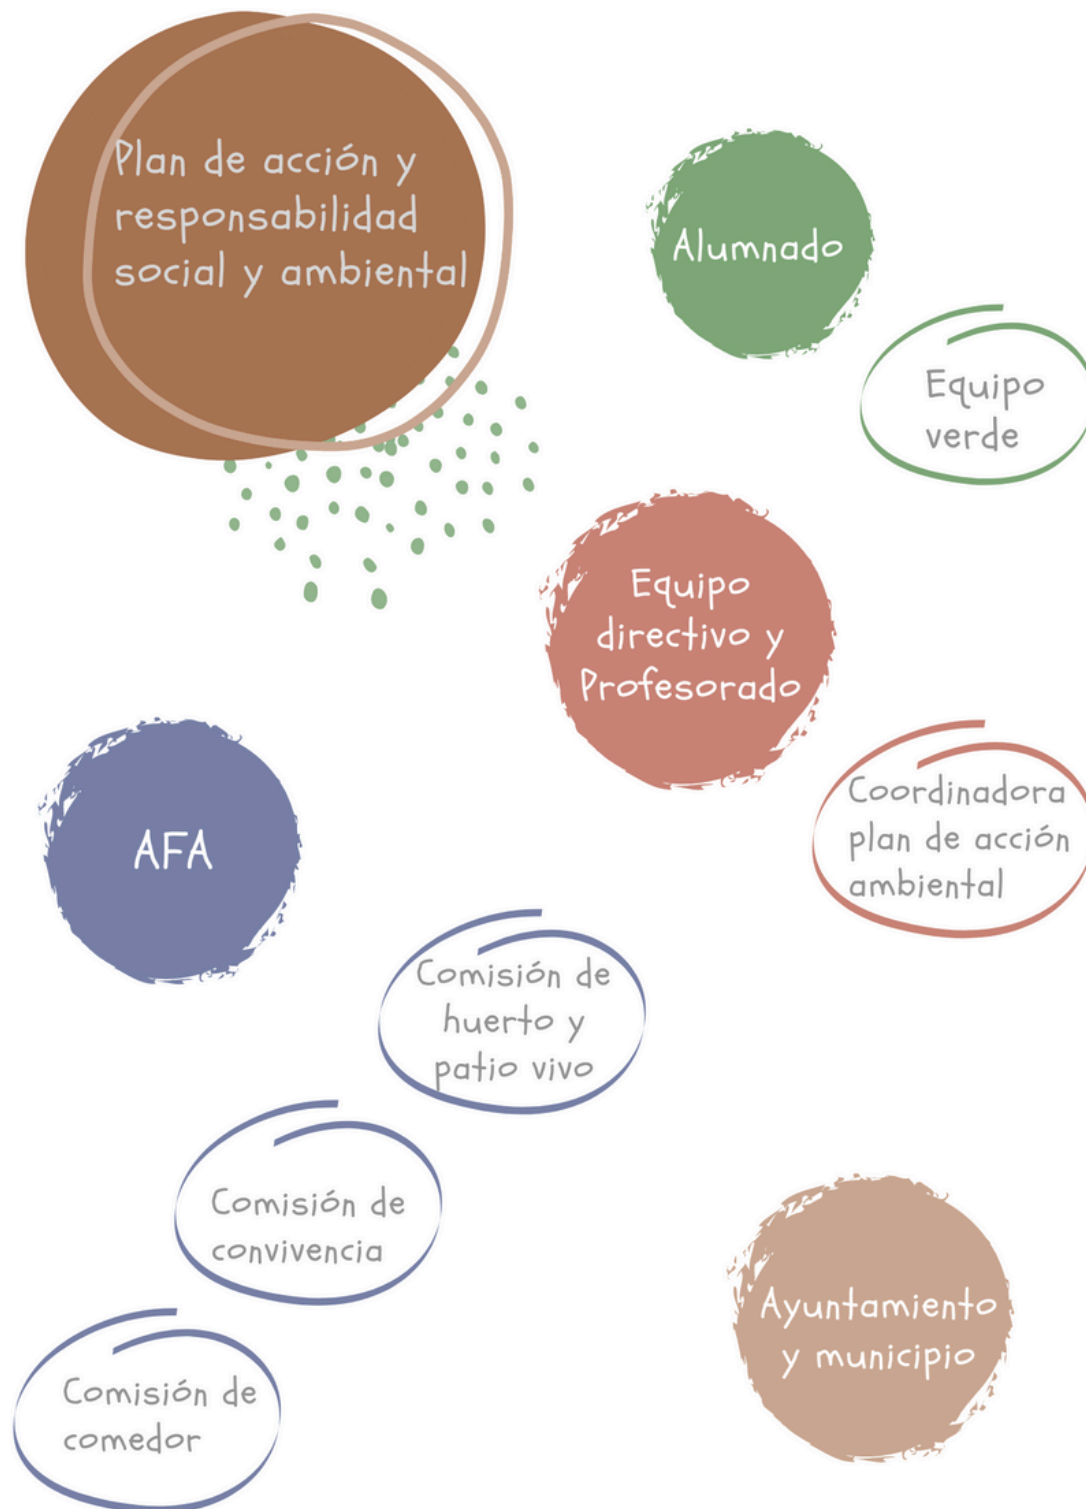 Plan de acción y
responsabilidad
social y ambiental
Alumnado
Equipo
verde
Equipo
directivo y
Profesorado
Coordinadora
plan de acción
ambiental
AFA
Comisión de
huerto y
patio vivo
Comisión de
convivencia
Comisión de
comedor
Ayuntamiento
y municipio